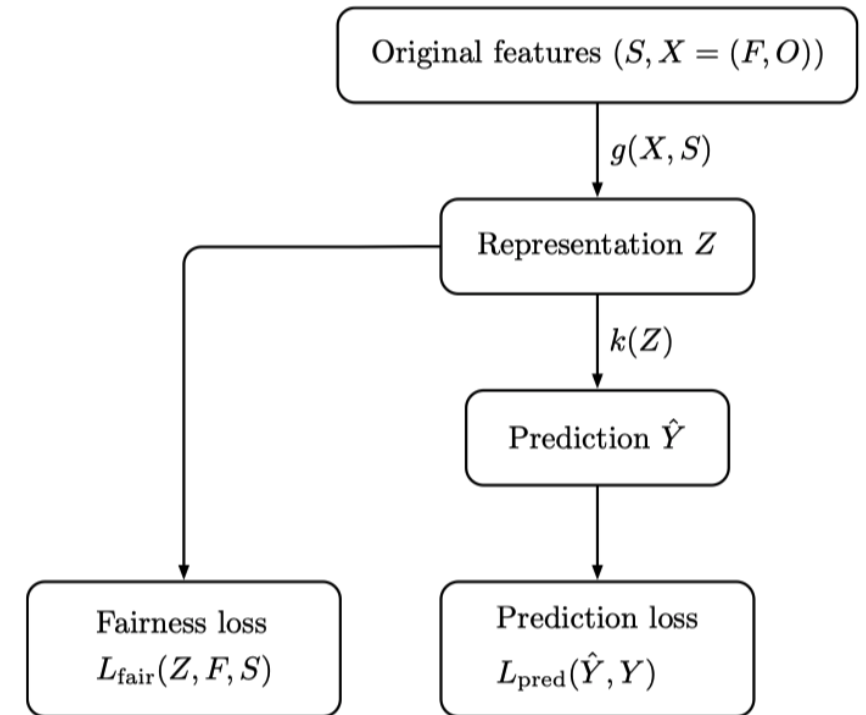 Original features (S, X = (F, O))
g(X, S)
Representation Z
k(Z)
Prediction Ŷ
Fairness loss
L_fair(Z, F, S)
Prediction loss
L_pred(Ŷ, Y)